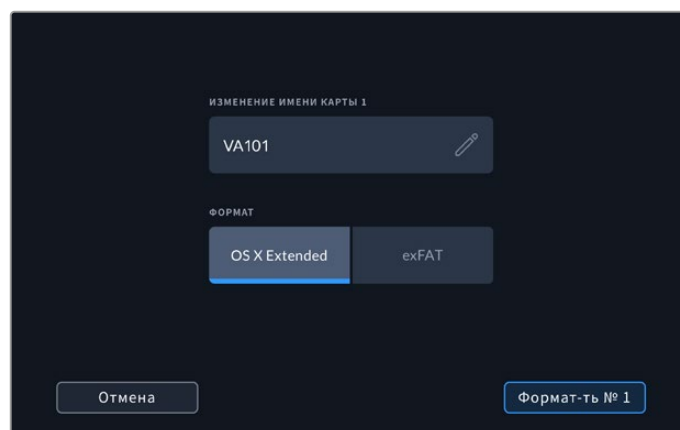 ИЗМЕНЕНИЕ ИМЕНИ КАРТЫ 1
VA101
ФОРМАТ
OS X Extended exFAT
Отмена Формат-ть № 1